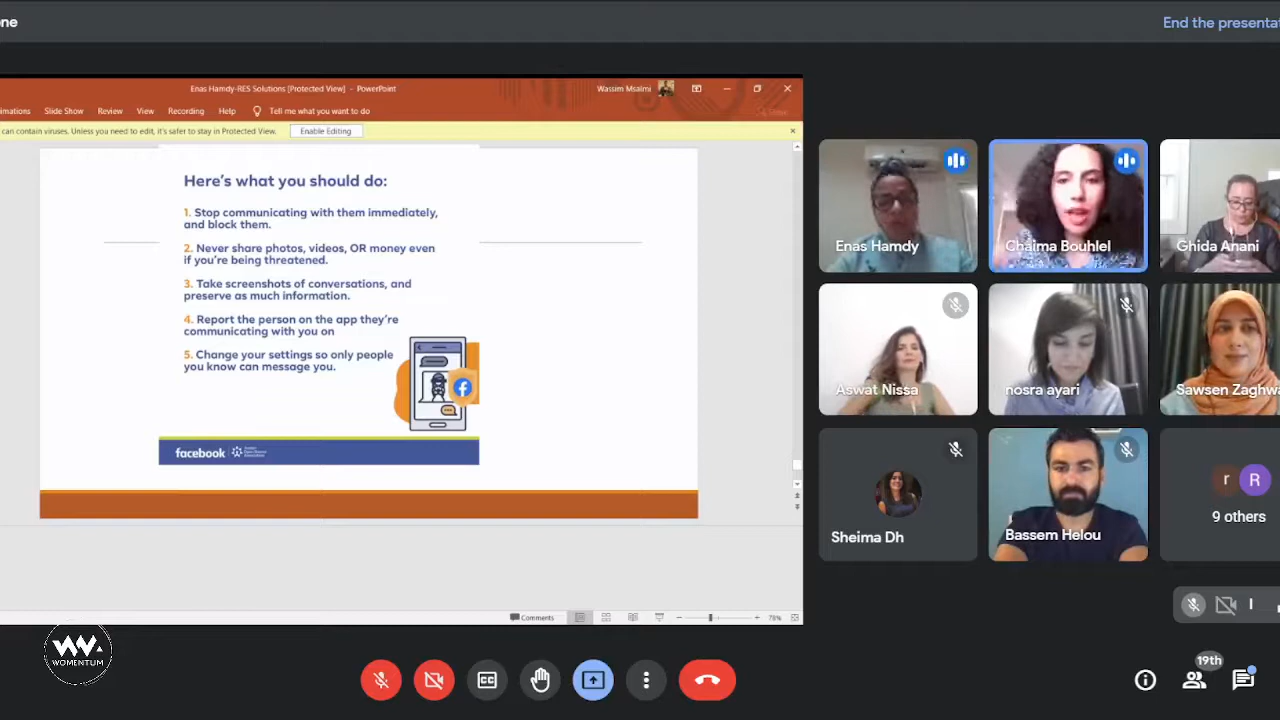 one
End the presentat
Enas Hamdy-RES Solutions [Protected View] - PowerPoint
Wassim Msalmi
nimations Slide Show Review View Recording Help Tell me what you want to do
can contain viruses. Unless you need to edit, it's safer to stay in Protected View.
Enable Editing
Here's what you should do:
1. Stop communicating with them immediately,
and block them.
2. Never share photos, videos, OR money even
if you're being threatened.
3. Take screenshots of conversations, and
preserve as much information.
4. Report the person on the app they're
communicating with you on
5. Change your settings so only people
you know can message you.
facebook
Comments
78%
WOMENTUM
Enas Hamdy
Chaima Bouhlel
Ghida Anani
Aswat Nissa
nosra ayari
Sawsen Zaghwa
Sheima Dh
Bassem Helou
r R
9 others
CC
19th